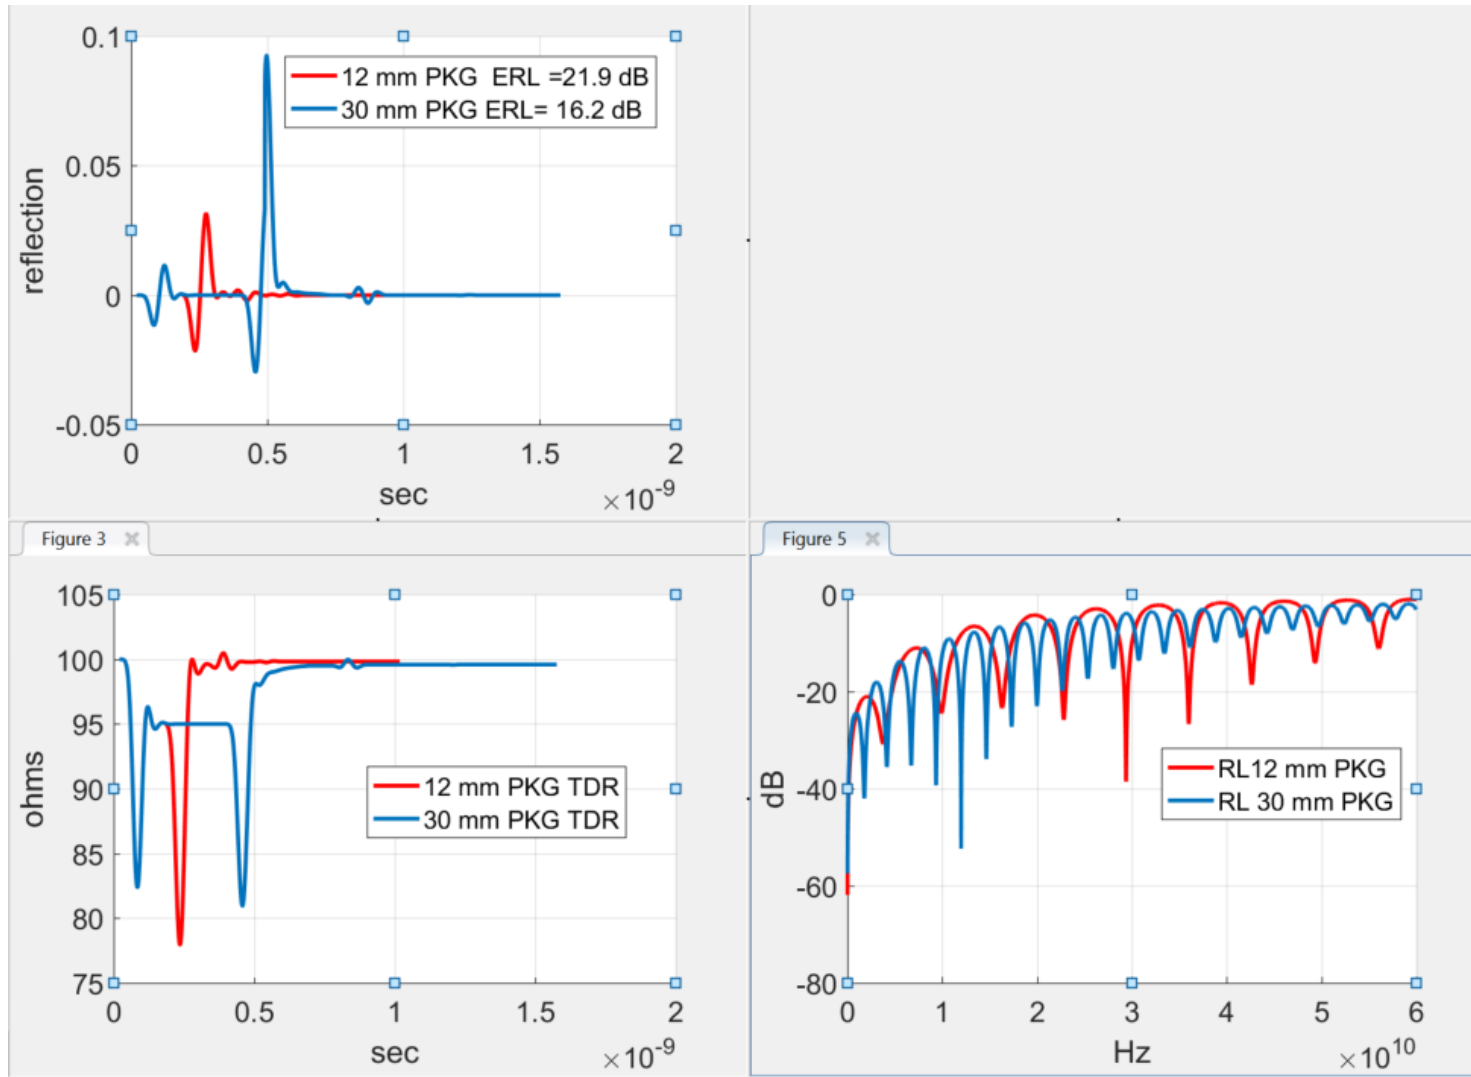 0.1
0.05
0
-0.05
reflection
12 mm PKG  ERL =21.9 dB
30 mm PKG ERL= 16.2 dB
0 0.5 1 1.5 2
sec
×10-9
Figure 3
105
100
95
90
85
80
75
ohms
12 mm PKG TDR
30 mm PKG TDR
0 0.5 1 1.5 2
sec
×10-9
Figure 5
0
-20
-40
-60
-80
dB
RL12 mm PKG
RL 30 mm PKG
0 1 2 3 4 5 6
Hz
×1010